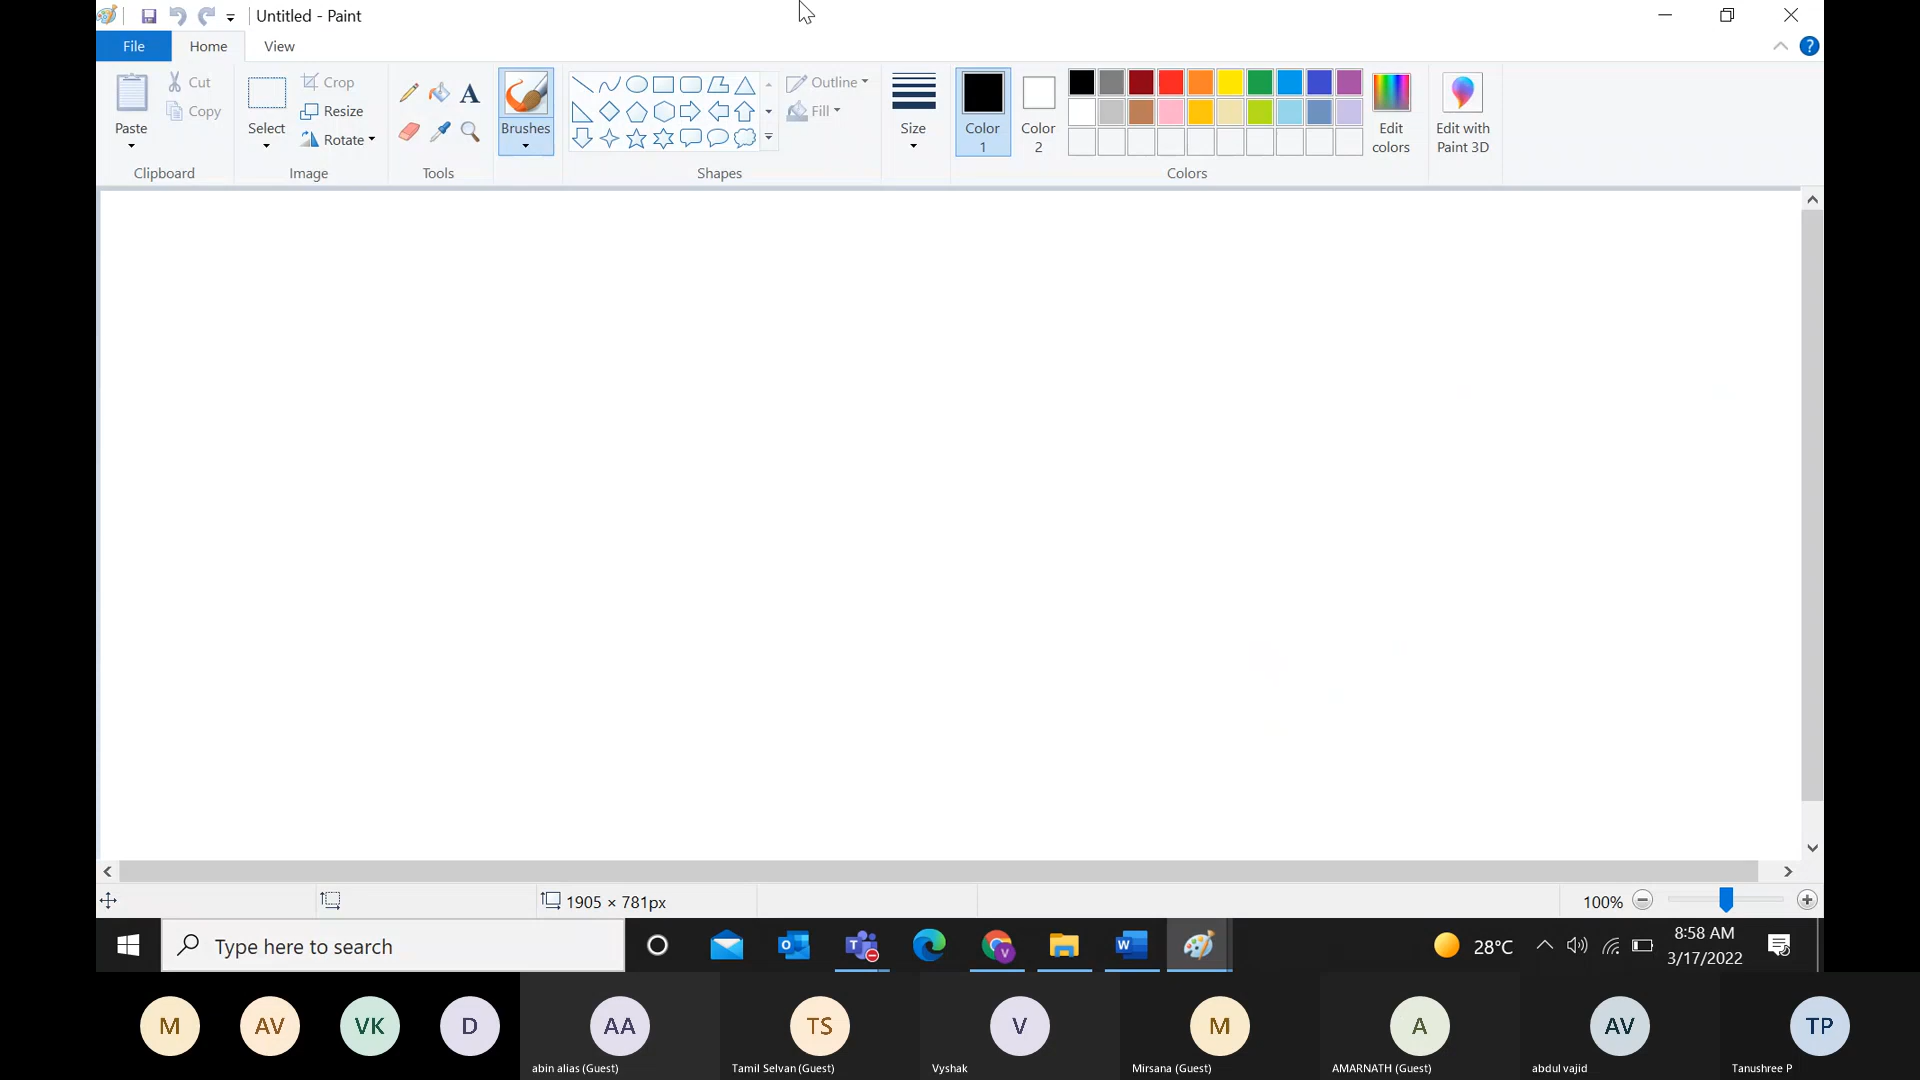 Untitled - Paint
File Home View
Paste
Cut
Copy
Clipboard
Select
Crop
Resize
Rotate
Image
A
Tools
Brushes
Shapes
Outline
Fill
Size
Color
1
Color
2
Colors
Edit
colors
Edit with
Paint 3D
1905 × 781px
100%
Type here to search
28°C
8:58 AM
3/17/2022
M
AV
VK
D
AA
abin alias (Guest)
TS
Tamil Selvan (Guest)
V
Vyshak
M
Mirsana (Guest)
A
AMARNATH (Guest)
AV
abdul vajid
TP
Tanushree P